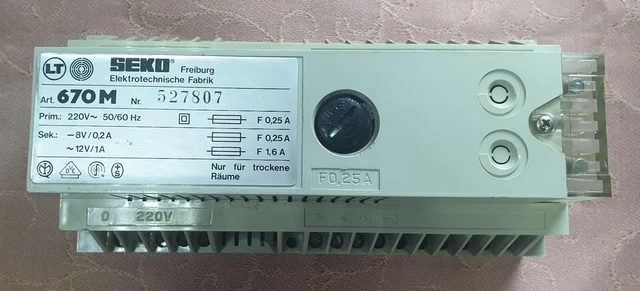 LT SEKO® Freiburg
Elektrotechnische Fabrik
Art. 670M Nr. 527807
Prim.: 220V~ 50/60 Hz F 0,25 A
Sek.: –8V/0,2A F 0,25 A
~12V/1A F 1,6 A
Nur für trockene
Räume
F0,25A
0 220V